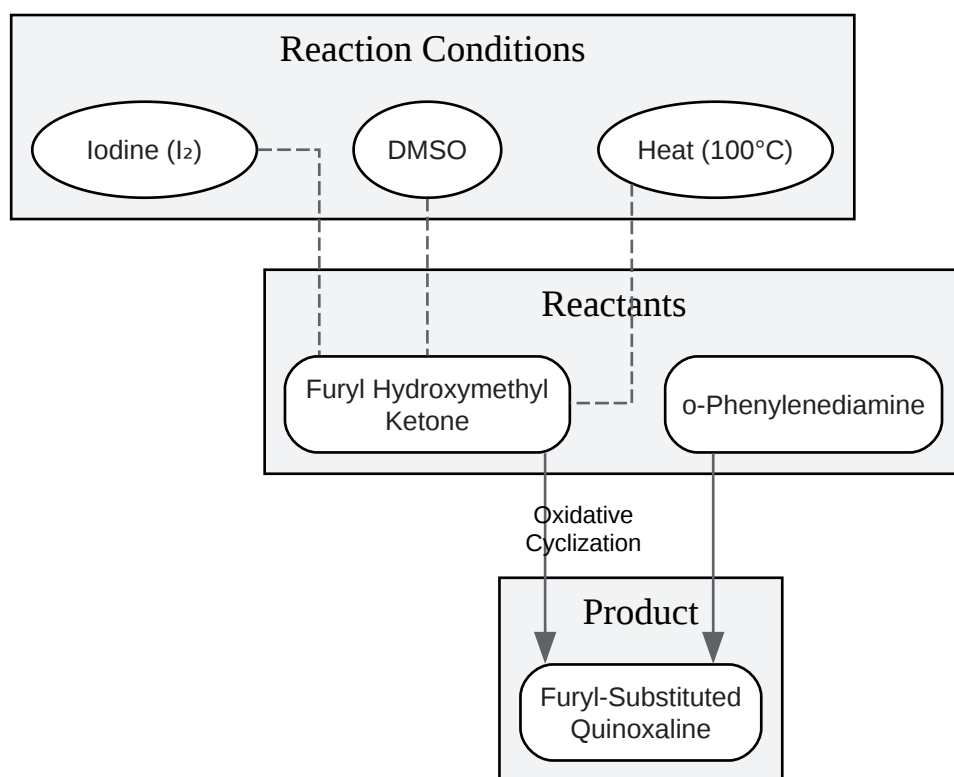 Reaction Conditions
Iodine (I₂)
DMSO
Heat (100°C)
Reactants
Furyl Hydroxymethyl
Ketone
o-Phenylenediamine
Oxidative
Cyclization
Product
Furyl-Substituted
Quinoxaline